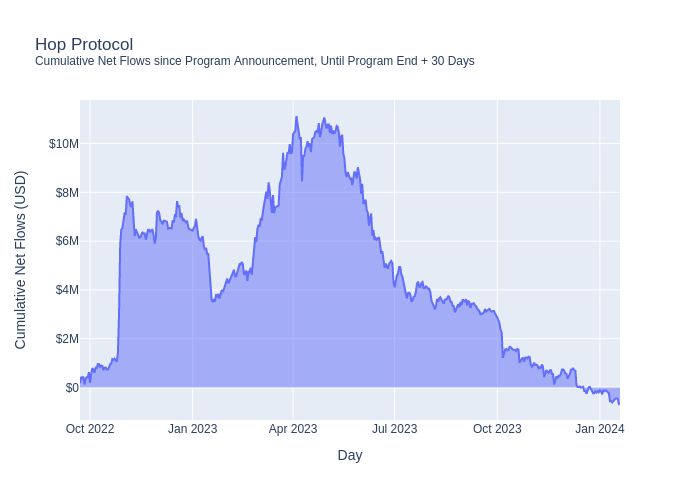 Hop Protocol
Cumulative Net Flows since Program Announcement, Until Program End + 30 Days
Cumulative Net Flows (USD)
$10M
$8M
$6M
$4M
$2M
$0
Oct 2022 Jan 2023 Apr 2023 Jul 2023 Oct 2023 Jan 2024
Day